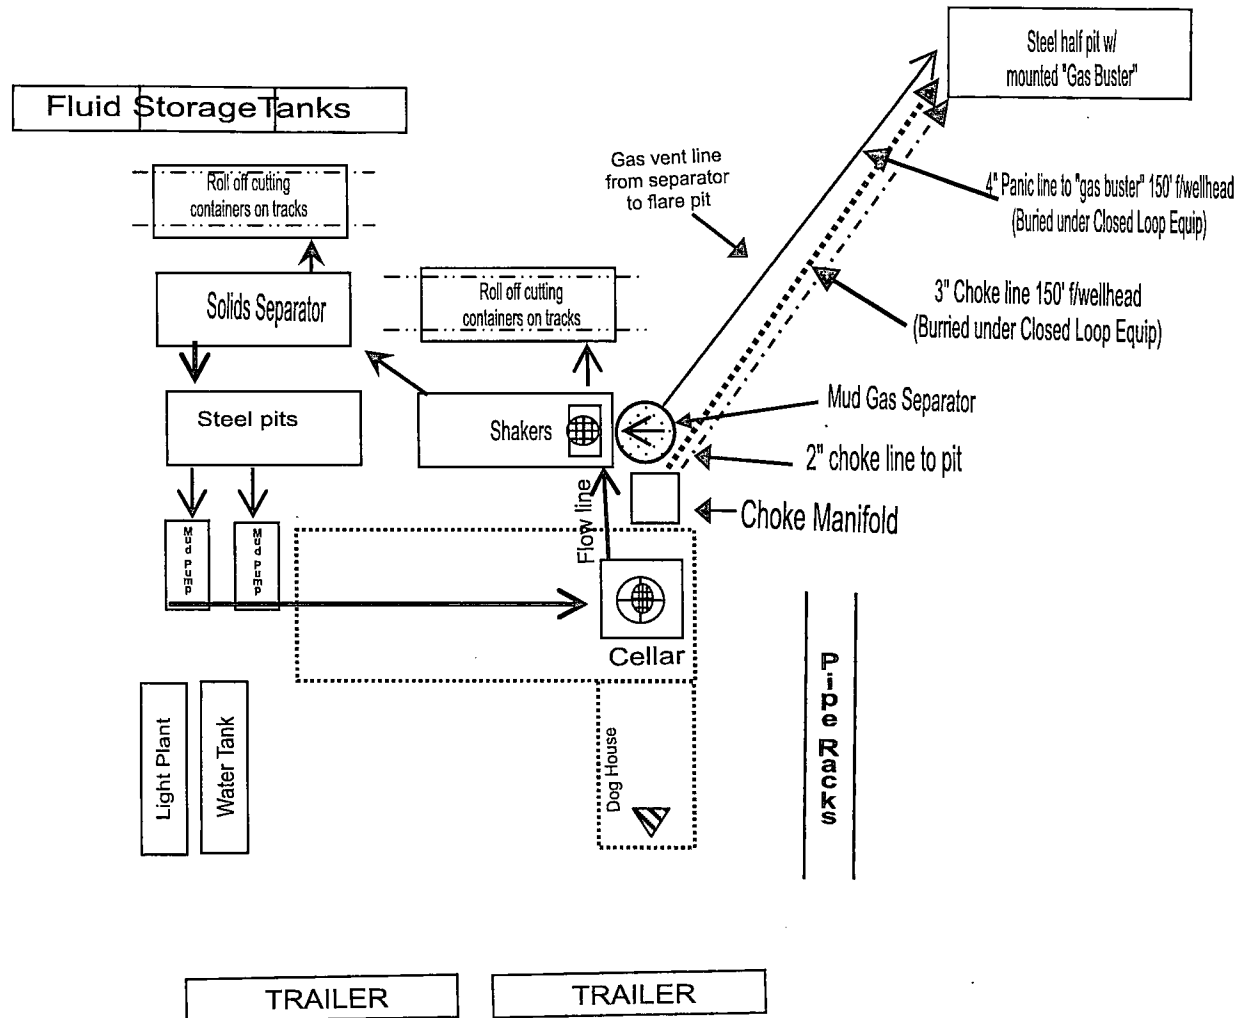 Steel half pit w/
mounted "Gas Buster"
Fluid Storage Tanks
Gas vent line
from separator
to flare pit
Roll off cutting
containers on tracks
4" Panic line to "gas buster" 150' f/wellhead
(Buried under Closed Loop Equip)
Solids Separator
Roll off cutting
containers on tracks
3" Choke line 150' f/wellhead
(Burried under Closed Loop Equip)
Steel pits
Shakers
Mud Gas Separator
2" choke line to pit
Flow line
Choke Manifold
Mud Pump
Mud Pump
Cellar
Pipe Racks
Light Plant
Water Tank
Dog House
TRAILER
TRAILER